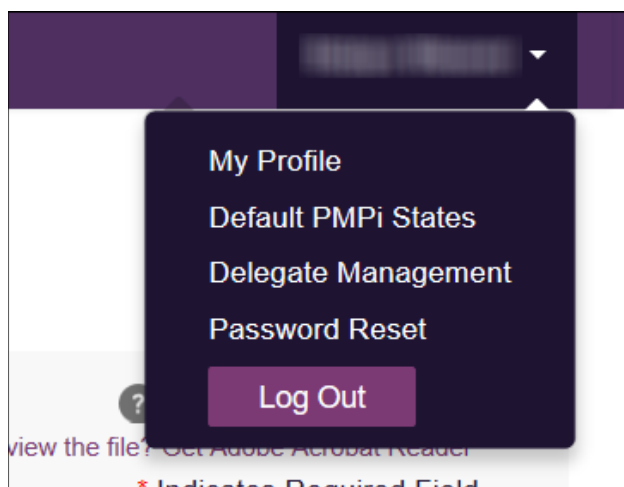 My Profile
Default PMPi States
Delegate Management
Password Reset
Log Out
?
view the file? Get Adobe Acrobat Reader
* Indicates Required Field